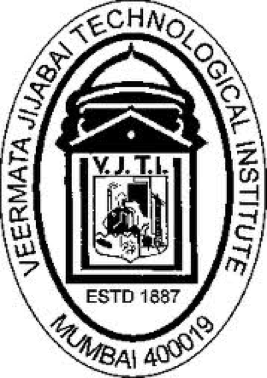 VEERMATA JIJABAI TECHNOLOGICAL INSTITUTE
V.J.T.I.
ESTD 1887
MUMBAI 400019